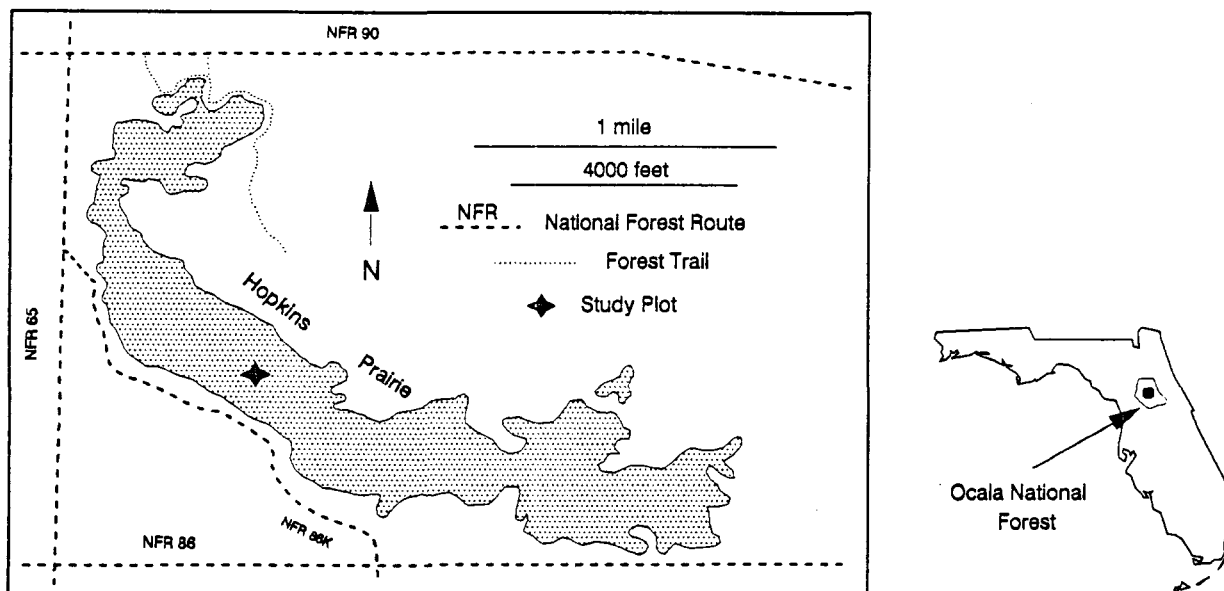 NFR 90
1 mile
4000 feet
NFR
National Forest Route
Forest Trail
Study Plot
N
Hopkins
Prairie
NFR 65
NFR 86
NFR 86K
Ocala National
Forest